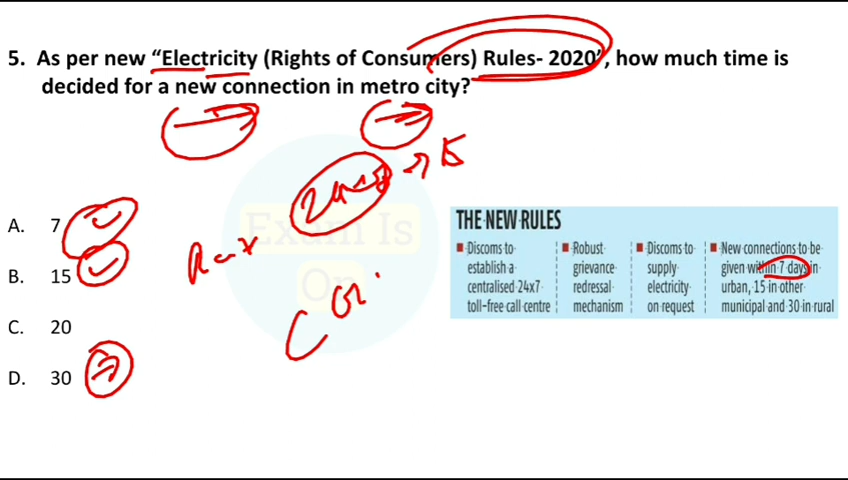 5. As per new “Electricity (Rights of Consumers) Rules- 2020”, how much time is
decided for a new connection in metro city?
A. 7
B. 15
C. 20
D. 30
Exam Is
On
THE NEW RULES
Discoms to
establish a
centralised 24x7
toll-free call centre
Robust
grievance
redressal
mechanism
Discoms to
supply
electricity
on request
New connections to be
given within 7 days in
urban, 15 in other
municipal and 30 in rural